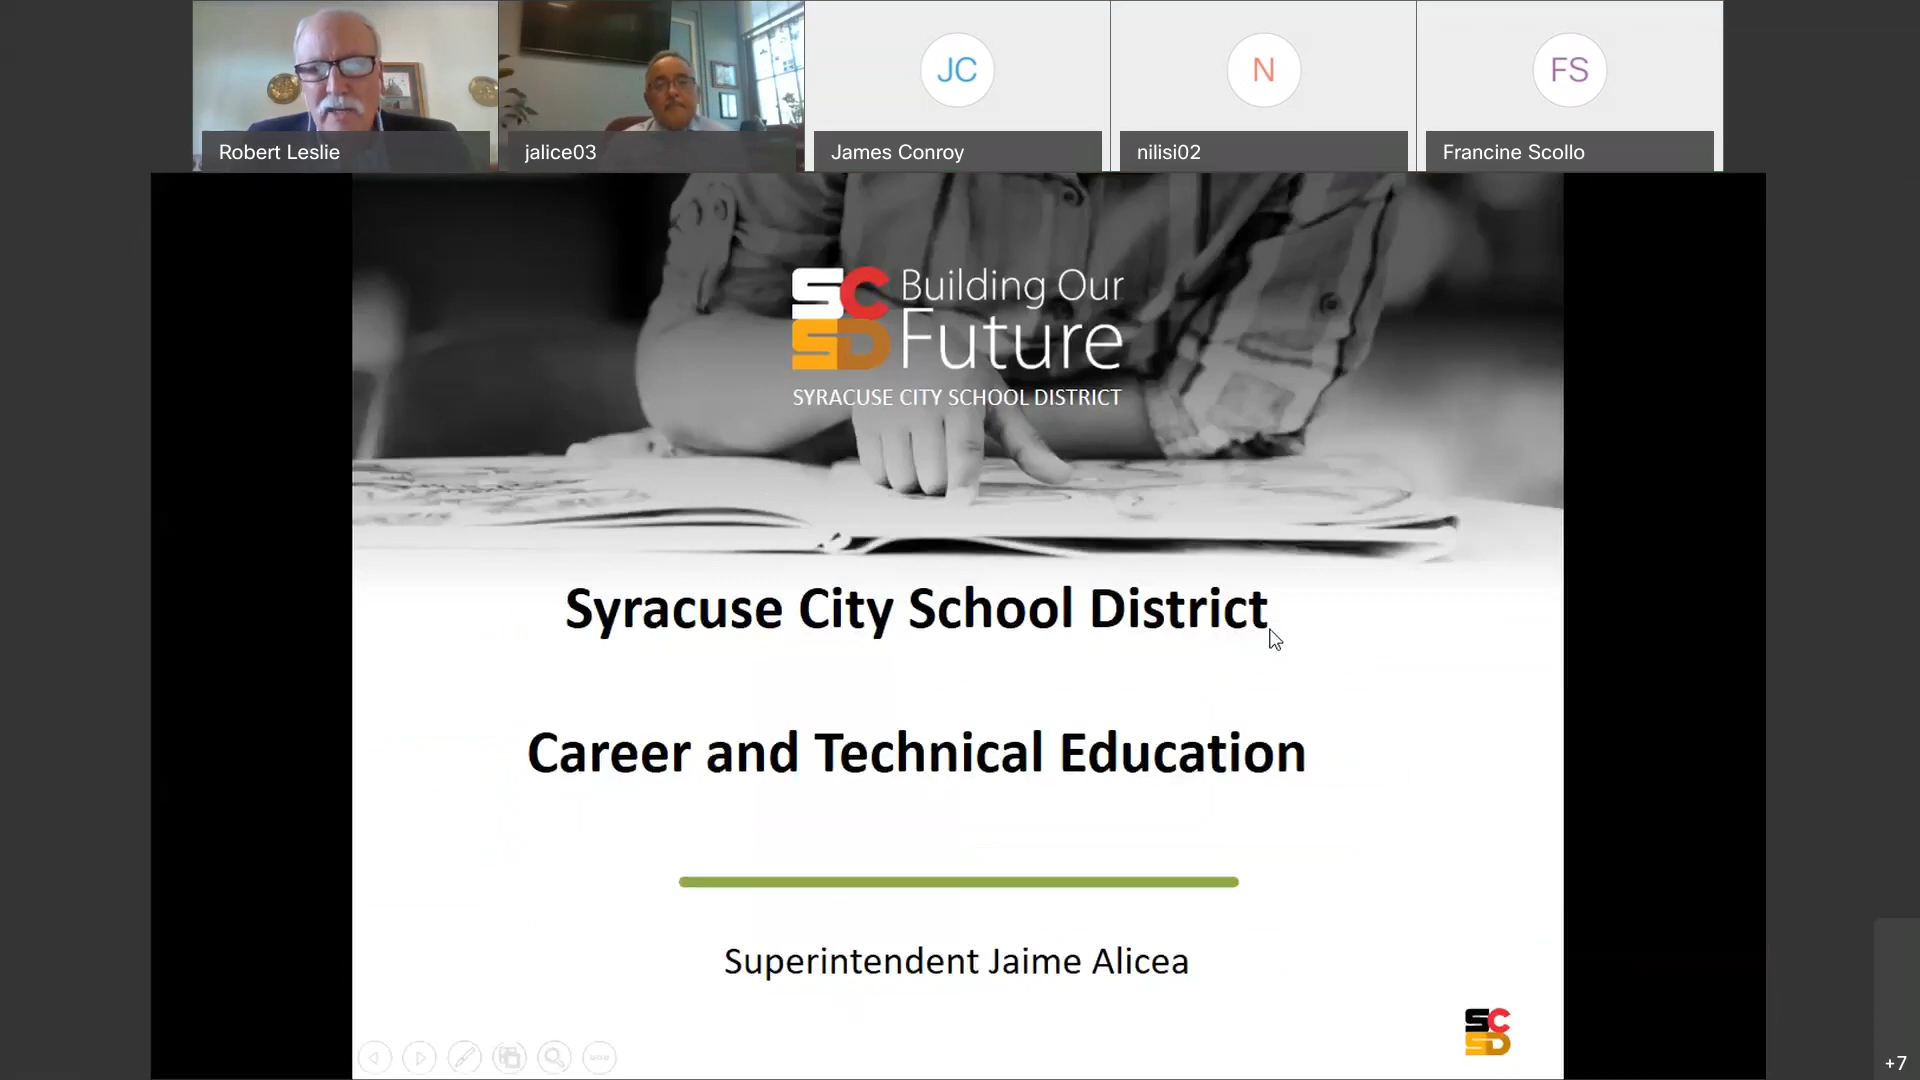 JC
N
FS
Robert Leslie
jalice03
James Conroy
nilisi02
Francine Scollo
SC Building Our
SD Future
SYRACUSE CITY SCHOOL DISTRICT
Syracuse City School District
Career and Technical Education
Superintendent Jaime Alicea
SC
SD
+7